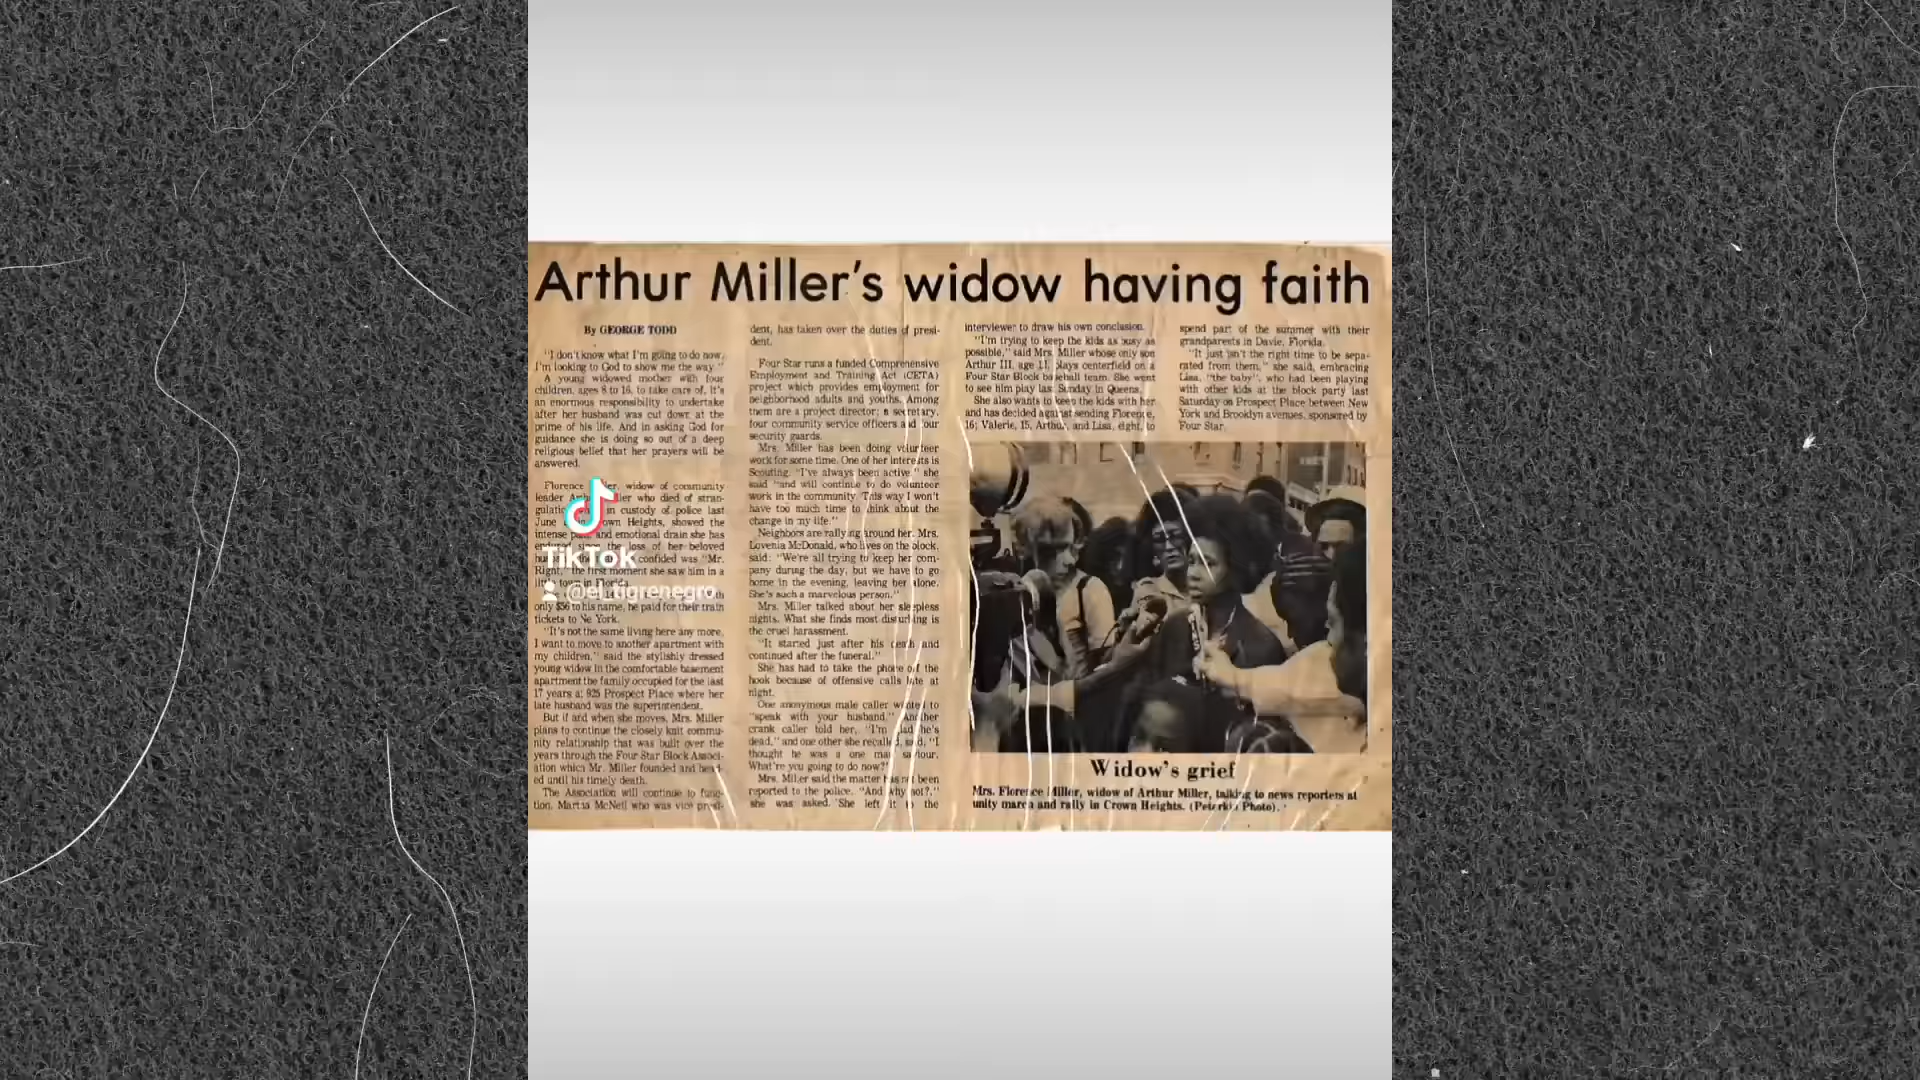 Arthur Miller's widow having faith
By GEORGE TODD
"I don't know what I'm going to do now.
I'm looking to God to show me the way."
A young widowed mother with four
children, ages 8 to 16, to take care of, it's
an enormous responsibility to undertake
after her husband was cut down at the
prime of his life. And in asking God for
guidance she is doing so out of a deep
religious belief that her prayers will be
answered.
Florence widow of community
leader who died of stran-
in custody of police last
June Heights, showed the
intense and emotional drain she has
the loss of her beloved
confided was "Mr.
Right," the first moment she saw him in a
town in Florida.
only $56 to his name, he paid for their train
tickets to Ne York.
"It's not the same living here any more,
I want to move to another apartment with
my children," said the stylishly dressed
young widow in the comfortable basement
apartment the family occupied for the last
17 years at 925 Prospect Place where her
late husband was the superintendent.
But if and when she moves, Mrs. Miller
plans to continue the closely knit commu-
nity relationship that was built over the
years through the Four Star Block Associ-
ation which Mr. Miller founded and head-
ed until his timely death.
The Association will continue to func-
tion. McNeil who was vice presi-
dent, has taken over the duties of presi-
dent.
Four Star runs a funded Comprehensive
Employment and Training Act (CETA)
project which provides employment for
neighborhood adults and youths. Among
them are a project director; a secretary,
four community service officers and four
security guards.
Mrs. Miller has been doing volunteer
work for some time. One of her interests is
Scouting. "I've always been active," she
said "and will continue to do volunteer
work in the community. This way I won't
have too much time to think about the
change in my life."
Neighbors are rallying around her. Mrs.
Lovenia McDonald, who lives on the block,
said: "We're all trying to keep her com-
pany during the day, but we have to go
home in the evening, leaving her alone.
She's such a marvelous person."
Mrs. Miller talked about her sleepless
nights. What she finds most disturbing is
the cruel harassment.
"It started just after his death and
continued after the funeral."
She has had to take the phone off the
hook because of offensive calls late at
night.
One anonymous male caller wanted to
"speak with your husband." Another
crank caller told her, "I'm glad he's
dead," and one other she recalled, said, "I
thought he was a one man saviour.
What're you going to do now?"
Mrs. Miller said the matter has not been
reported to the police. "And why not?,"
she was asked. She left it to the
interviewer to draw his own conclusion.
"I'm trying to keep the kids as busy as
possible," said Mrs. Miller whose only son
Arthur III, age 11, plays centerfield on a
Four Star Block baseball team. She went
to see him play last Sunday in Queens.
She also wants to keep the kids with her
and has decided against sending Florence,
16; Valerie, 15, Arthur, and Lisa, eight, to
spend part of the summer with their
grandparents in Davie, Florida.
"It just isn't the right time to be sepa-
rated from them," she said, embracing
Lisa, "the baby", who had been playing
with other kids at the block party last
Saturday on Prospect Place between New
York and Brooklyn avenues, sponsored by
Four Star.
Widow's grief
Mrs. Florence Miller, widow of Arthur Miller, talking to news reporters at
unity march and rally in Crown Heights. Photo).
TikTok
@el_tigrenegro